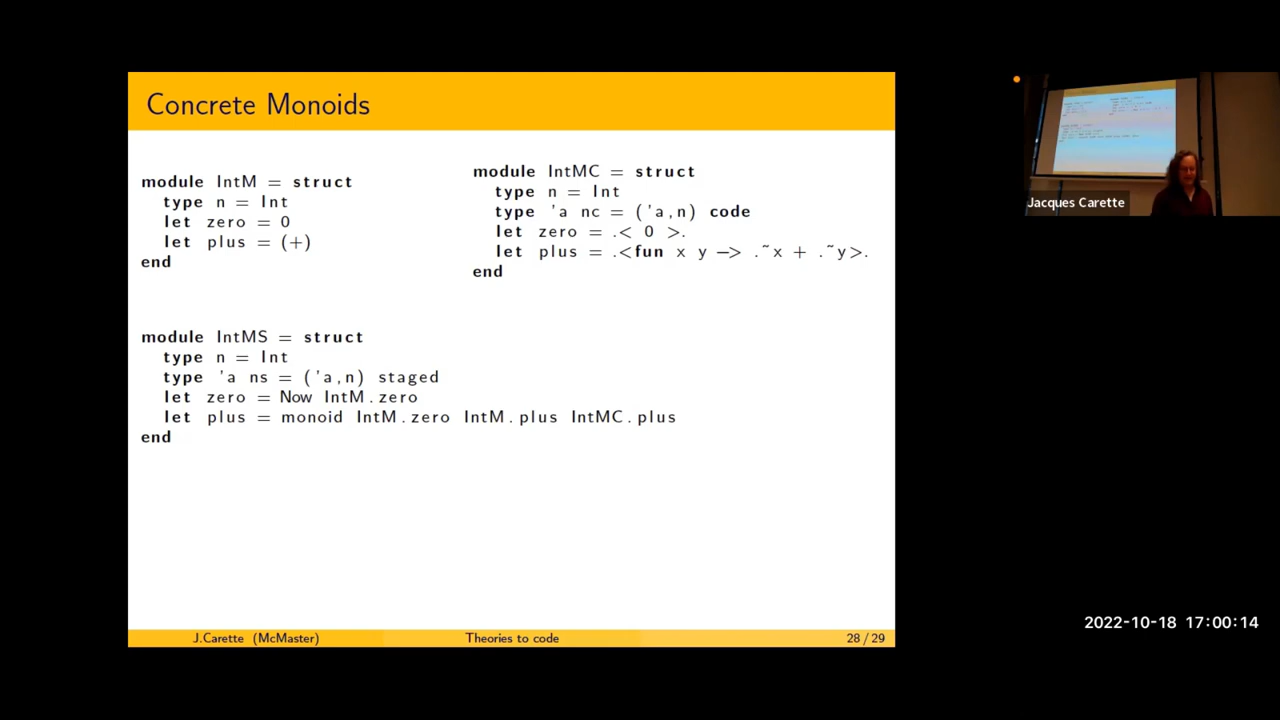 Concrete Monoids
module IntM = struct
type n = Int
let zero = 0
let plus = (+)
end
module IntMC = struct
type 'a nc = ('a,n) code
type n = Int
let zero = .< 0 >.
let plus = .<fun x y -> .~x + .~y>.
end
module IntMS = struct
type n = Int
type 'a ns = ('a,n) staged
let zero = Now IntM.zero
let plus = monoid IntM.zero IntM.plus IntMC.plus
end
J.Carette (McMaster)
Theories to code
28 / 29
Jacques Carette
2022-10-18 17:00:14